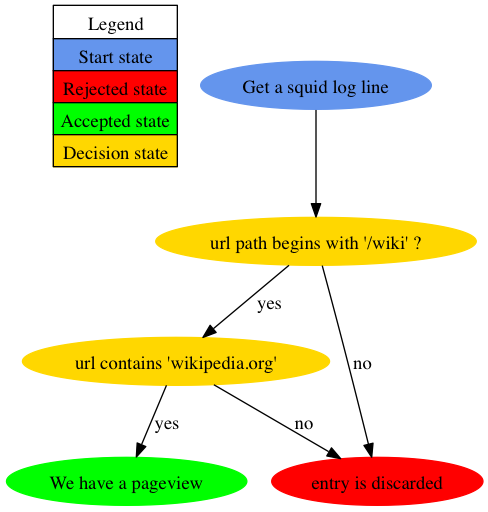 Legend
Start state
Rejected state
Accepted state
Decision state
Get a squid log line
url path begins with '/wiki' ?
yes
url contains 'wikipedia.org'
no
yes
no
We have a pageview
entry is discarded